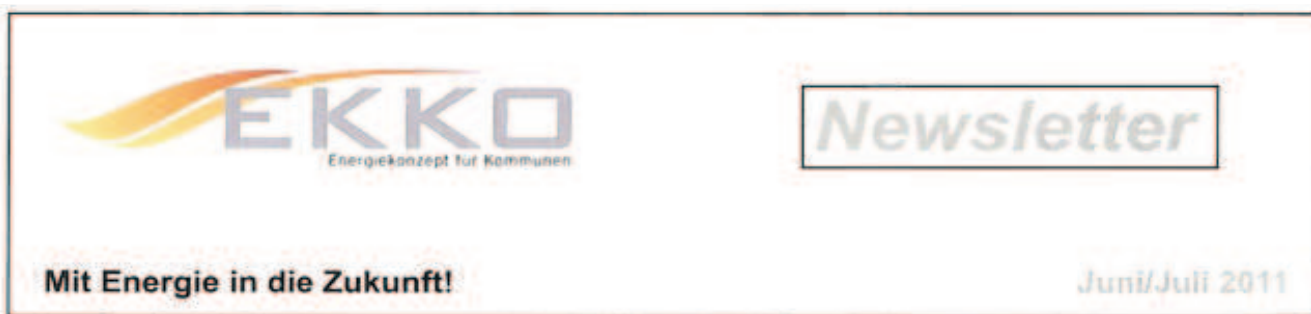 EKKO
Energiekonzept für Kommunen
Newsletter
Mit Energie in die Zukunft!
Juni/Juli 2011